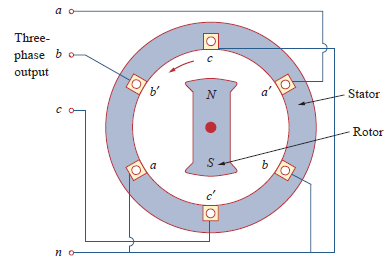 a
Three-
phase b
output
c
n
c
b′
a′
N
S
a
b
c′
Stator
Rotor